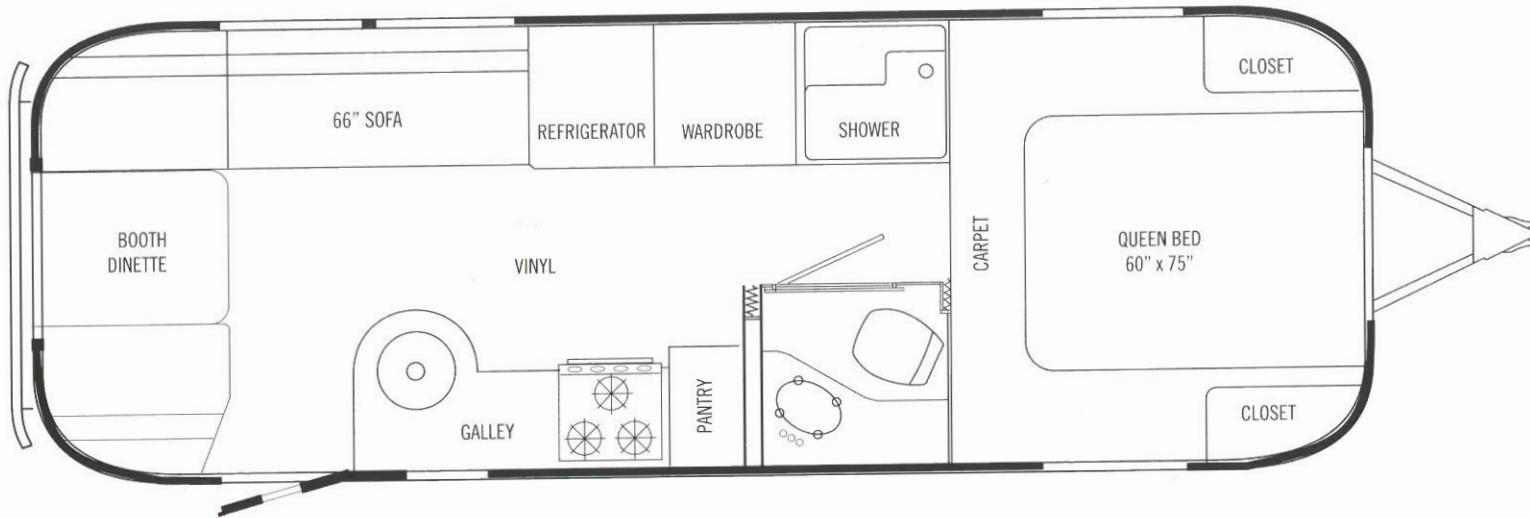 66” SOFA
REFRIGERATOR
WARDROBE
SHOWER
CLOSET
BOOTH
DINETTE
VINYL
CARPET
QUEEN BED
60” x 75”
GALLEY
PANTRY
CLOSET